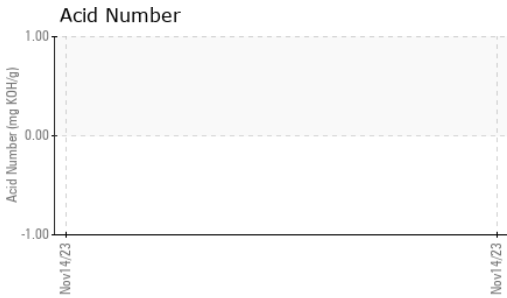 Acid Number
1.00
0.00
-1.00
Acid Number (mg KOH/g)
Nov14/23
Nov14/23